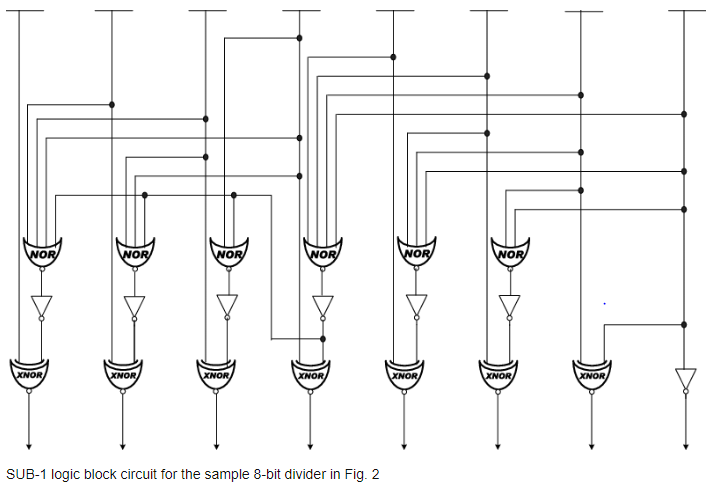 NOR NOR NOR NOR NOR NOR
XNOR XNOR XNOR XNOR XNOR XNOR XNOR
SUB-1 logic block circuit for the sample 8-bit divider in Fig. 2